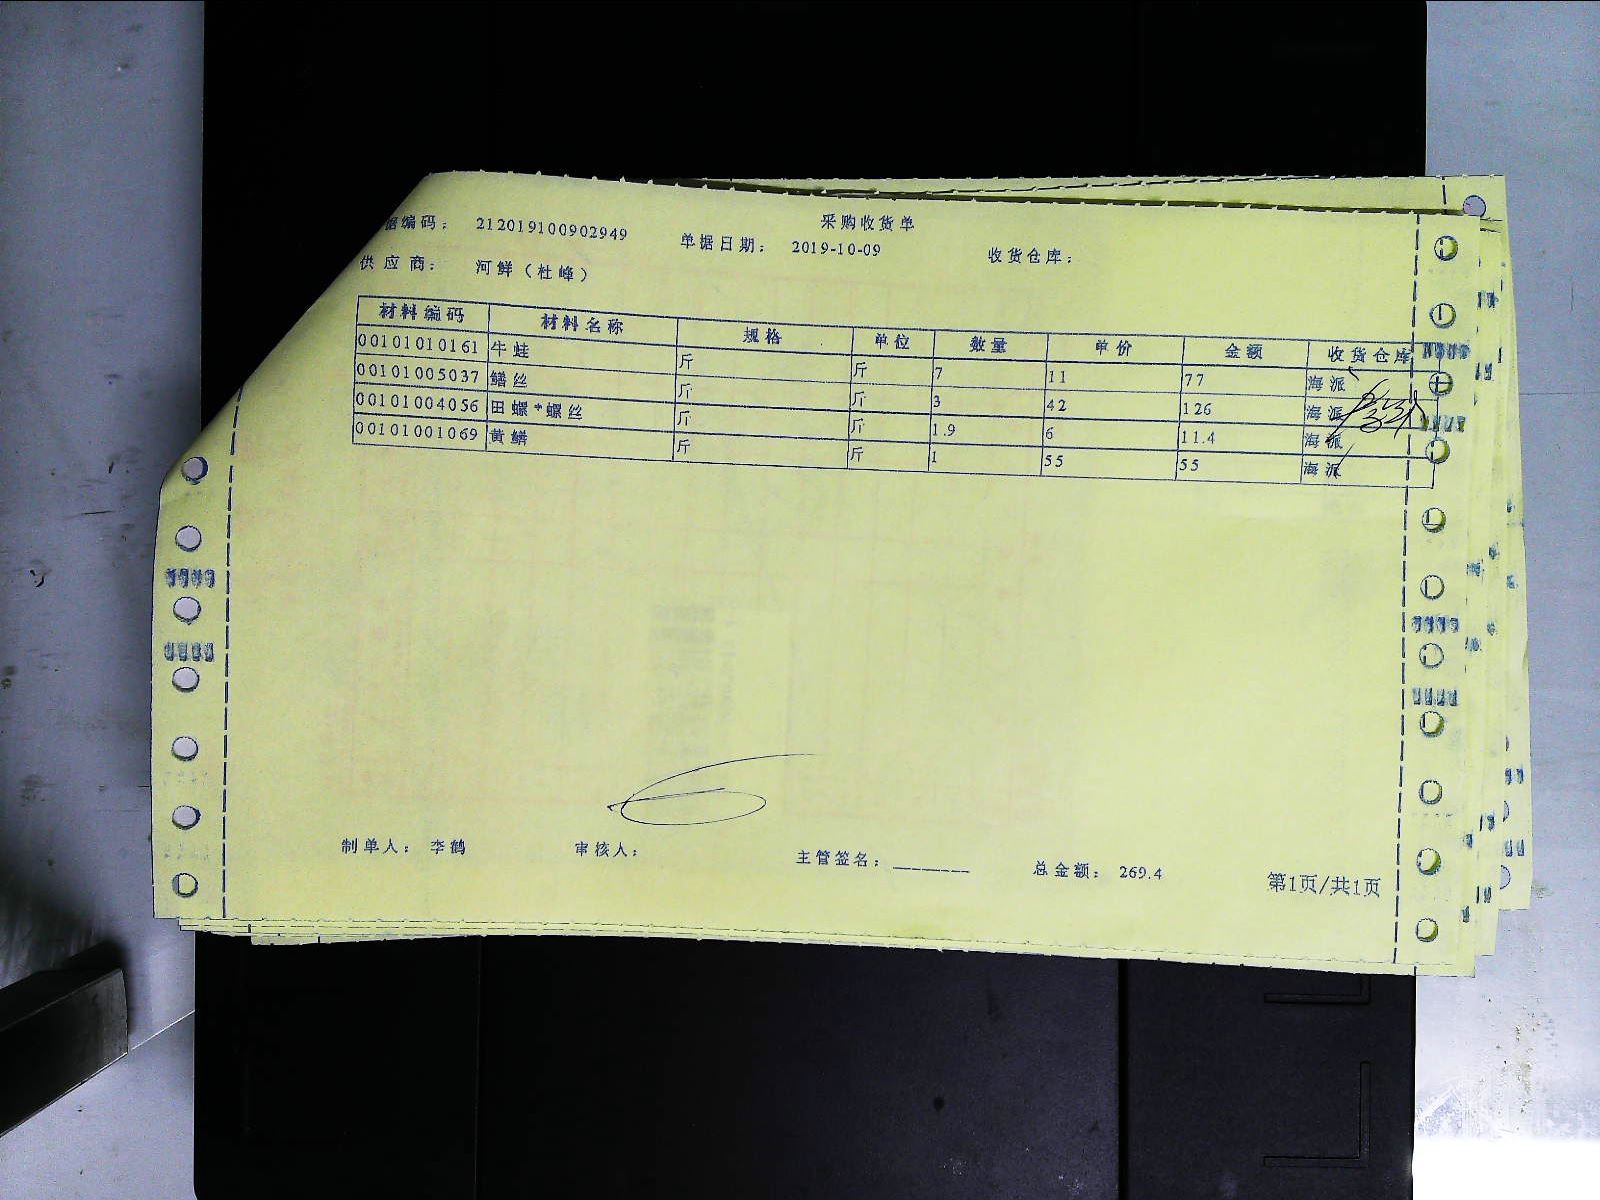 采购收货单
据编码： 212019100902949 单据日期： 2019-10-09 收货仓库：
供应商： 河鲜（杜峰）
材料编码 材料名称 规格 单位 数量 单价 金额 收货仓库
00101010161 牛蛙 斤 斤 7 11 77 海派
00101005037 鳝丝 斤 斤 3 42 126 海派
00101004056 田螺*螺丝 斤 斤 1.9 6 11.4 海派
00101001069 黄鳝 斤 斤 1 55 55 海派
制单人： 李鹤 审核人： 主管签名： 总金额： 269.4 第1页/共1页